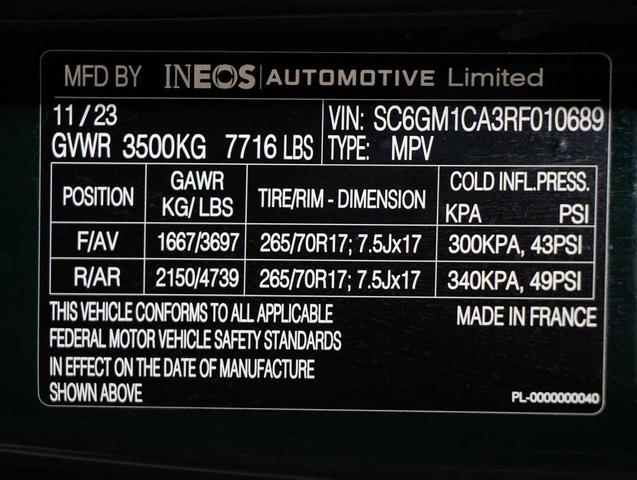 MFD BY INEOS AUTOMOTIVE Limited
11/23 VIN: SC6GM1CA3RF010689
GVWR 3500KG 7716 LBS TYPE: MPV
POSITION GAWR KG/ LBS TIRE/RIM - DIMENSION COLD INFL.PRESS. KPA PSI
F/AV 1667/3697 265/70R17; 7.5Jx17 300KPA, 43PSI
R/AR 2150/4739 265/70R17; 7.5Jx17 340KPA, 49PSI
THIS VEHICLE CONFORMS TO ALL APPLICABLE MADE IN FRANCE
FEDERAL MOTOR VEHICLE SAFETY STANDARDS
IN EFFECT ON THE DATE OF MANUFACTURE
SHOWN ABOVE PL-0000000040